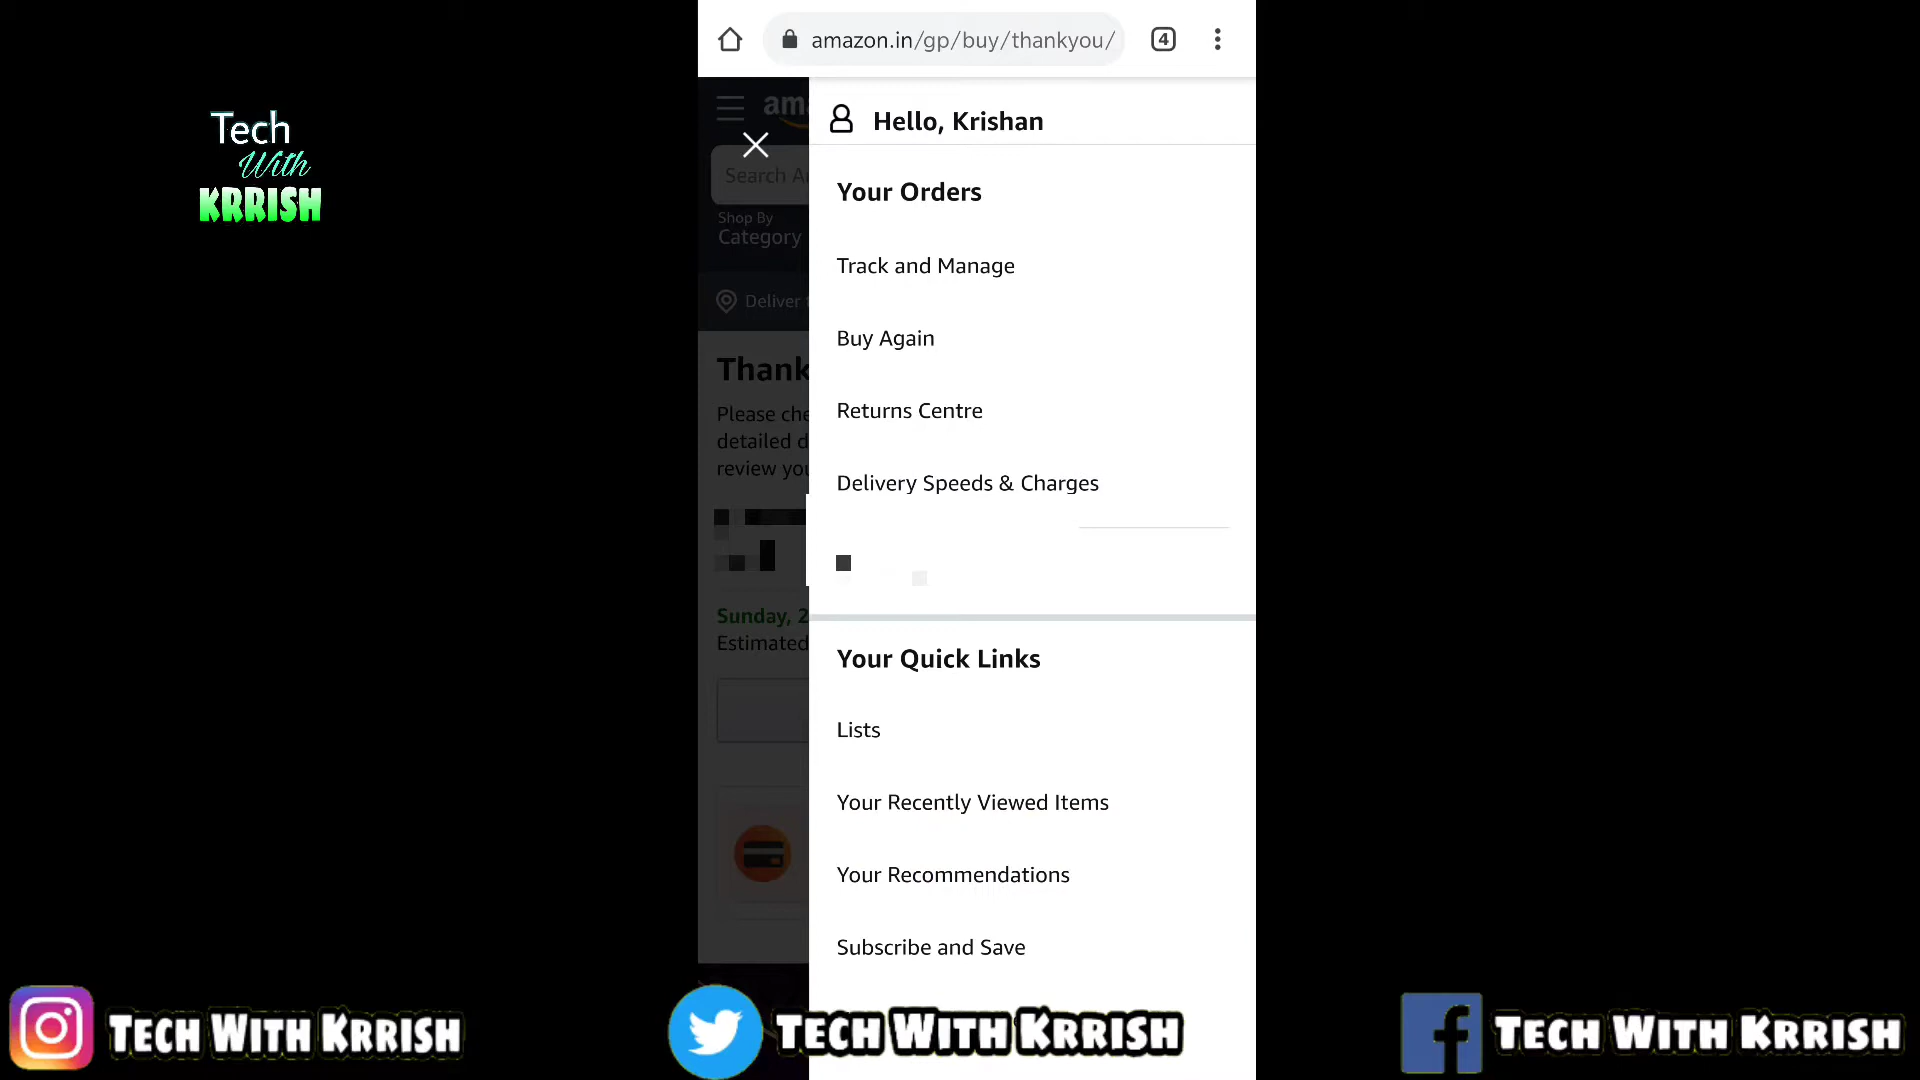 amazon.in/gp/buy/thankyou/
4
Tech
With
KRRISH
am
Hello, Krishan
Search A
Shop By
Category
Deliver
Your Orders
Track and Manage
Buy Again
Returns Centre
Delivery Speeds & Charges
Thank
Please che
detailed d
review you
Sunday, 2
Estimated
Your Quick Links
Lists
Your Recently Viewed Items
Your Recommendations
Subscribe and Save
TECH WITH KRRISH
TECH WITH KRRISH
TECH WITH KRRISH